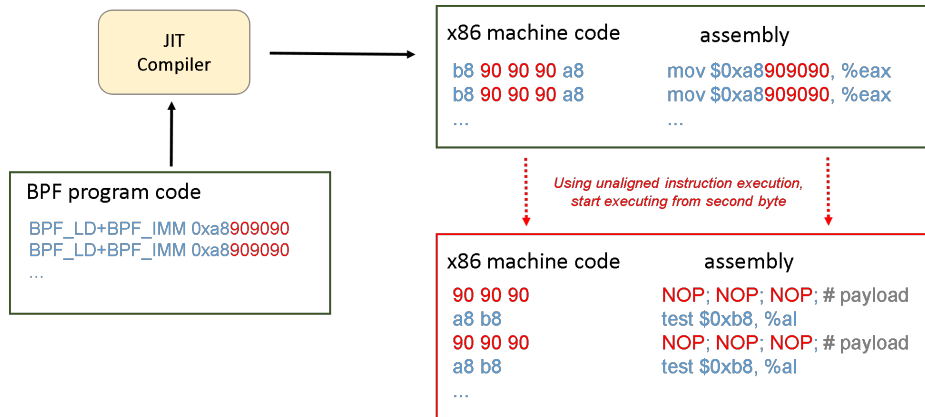 JIT
Compiler
x86 machine code assembly
b8 90 90 90 a8 mov $0xa8909090, %eax
b8 90 90 90 a8 mov $0xa8909090, %eax
... ...
BPF program code
BPF_LD+BPF_IMM 0xa8909090
BPF_LD+BPF_IMM 0xa8909090
...
Using unaligned instruction execution,
start executing from second byte
x86 machine code assembly
90 90 90 NOP; NOP; NOP; # payload
a8 b8 test $0xb8, %al
90 90 90 NOP; NOP; NOP; # payload
a8 b8 test $0xb8, %al
...